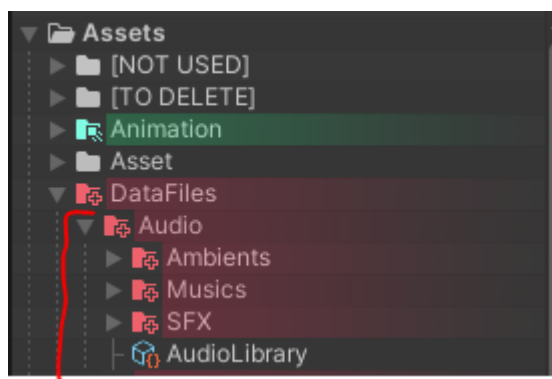 Assets
[NOT USED]
[TO DELETE]
Animation
Asset
DataFiles
Audio
Ambients
Musics
SFX
AudioLibrary